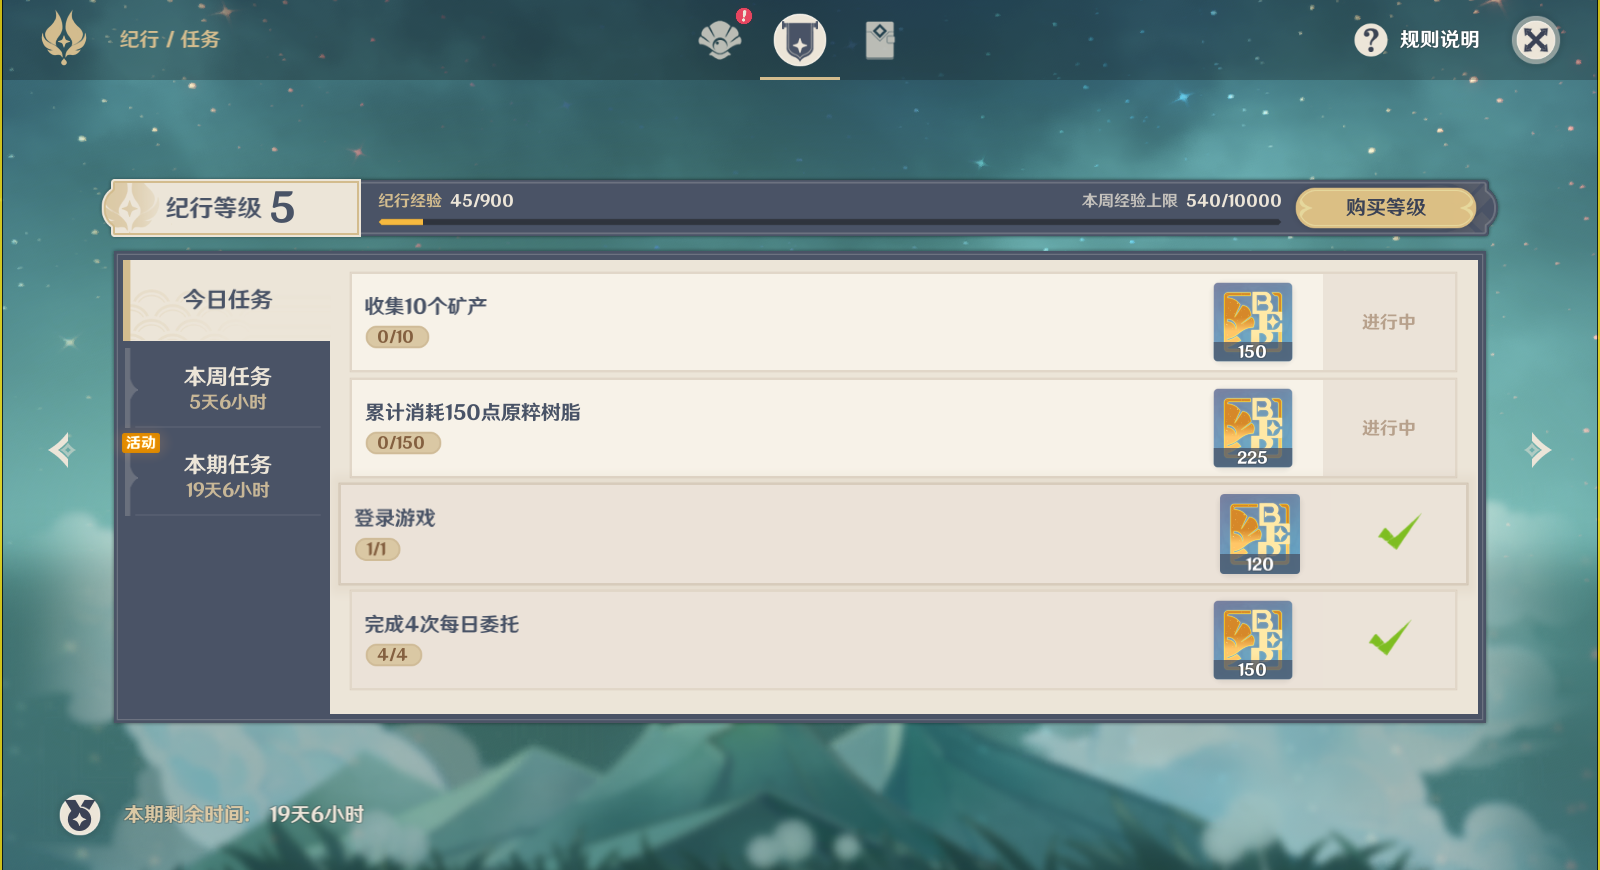 纪行 / 任务
!
? 规则说明
纪行等级 5
纪行经验 45/900
本周经验上限 540/10000
购买等级
今日任务
本周任务
5天6小时
活动
本期任务
19天6小时
收集10个矿产
0/10
150
进行中
累计消耗150点原粹树脂
0/150
225
进行中
登录游戏
1/1
120
完成4次每日委托
4/4
150
本期剩余时间： 19天6小时